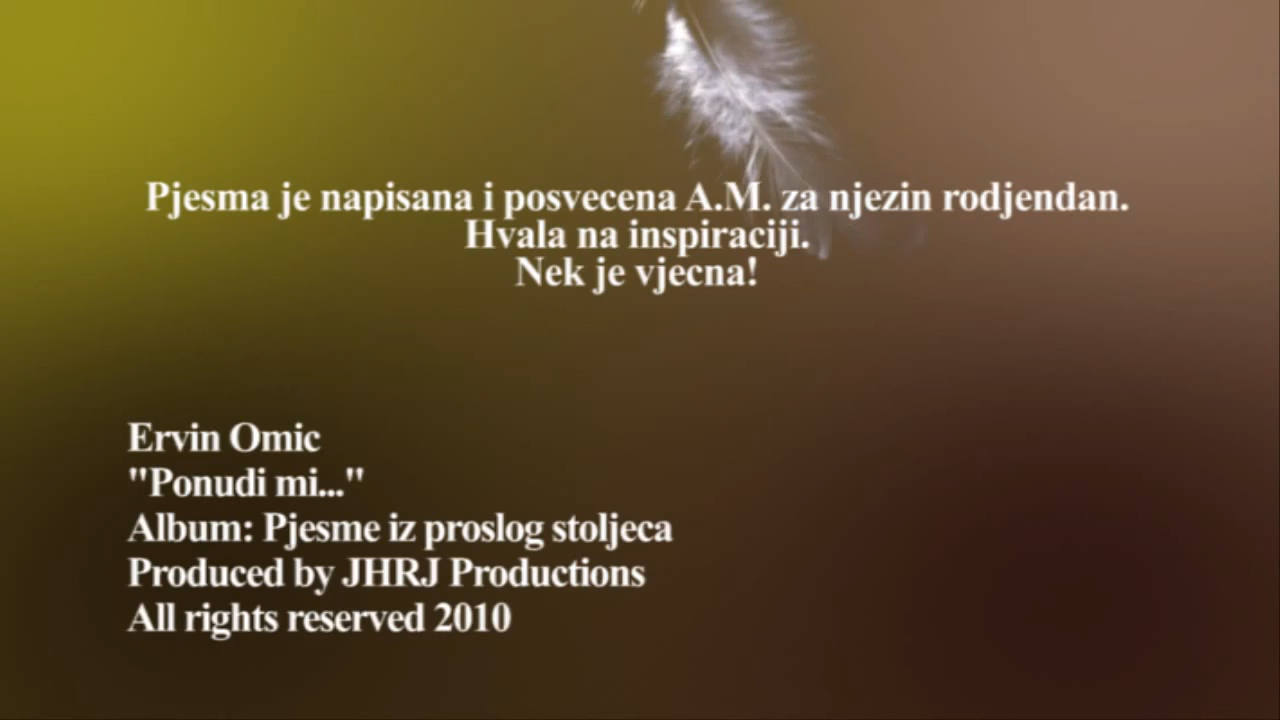 Pjesma je napisana i posvecena A.M. za njezin rodjendan.
Hvala na inspiraciji.
Nek je vjecna!
Ervin Omic
"Ponudi mi..."
Album: Pjesme iz proslog stoljeca
Produced by JHRJ Productions
All rights reserved 2010